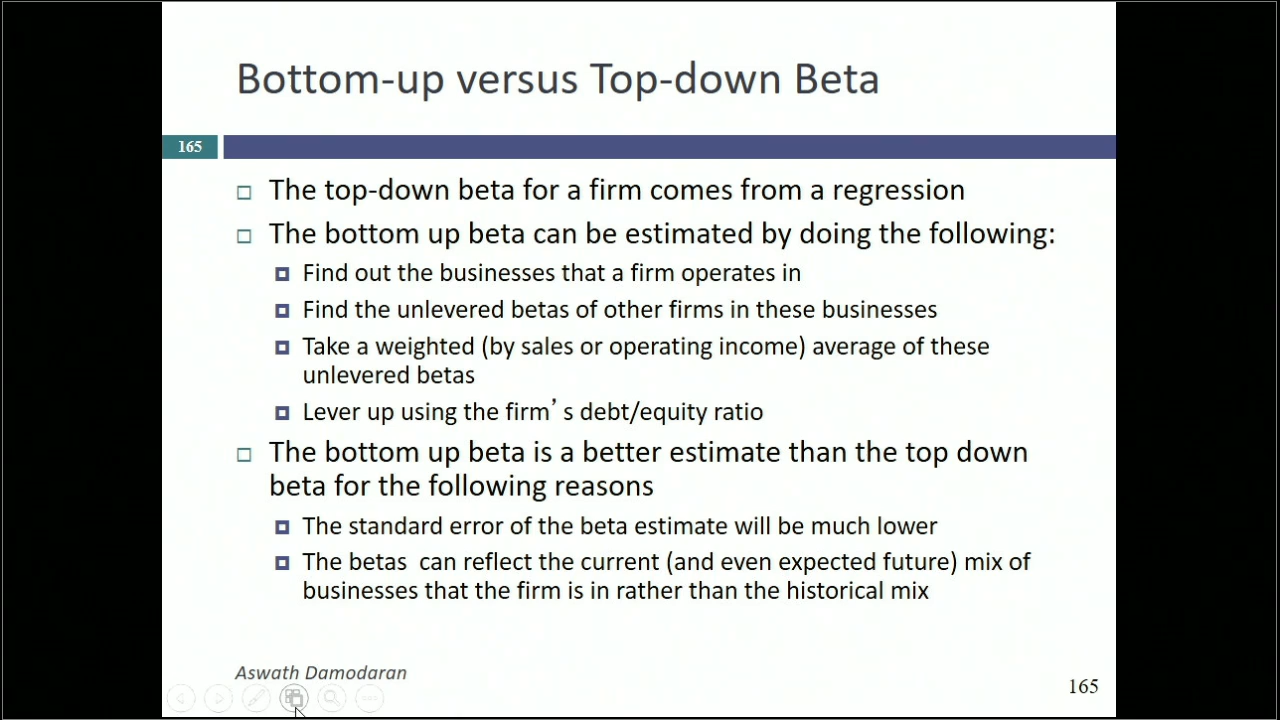 Bottom-up versus Top-down Beta
165
The top-down beta for a firm comes from a regression
The bottom up beta can be estimated by doing the following:
Find out the businesses that a firm operates in
Find the unlevered betas of other firms in these businesses
Take a weighted (by sales or operating income) average of these
unlevered betas
Lever up using the firm's debt/equity ratio
The bottom up beta is a better estimate than the top down
beta for the following reasons
The standard error of the beta estimate will be much lower
The betas can reflect the current (and even expected future) mix of
businesses that the firm is in rather than the historical mix
Aswath Damodaran
165